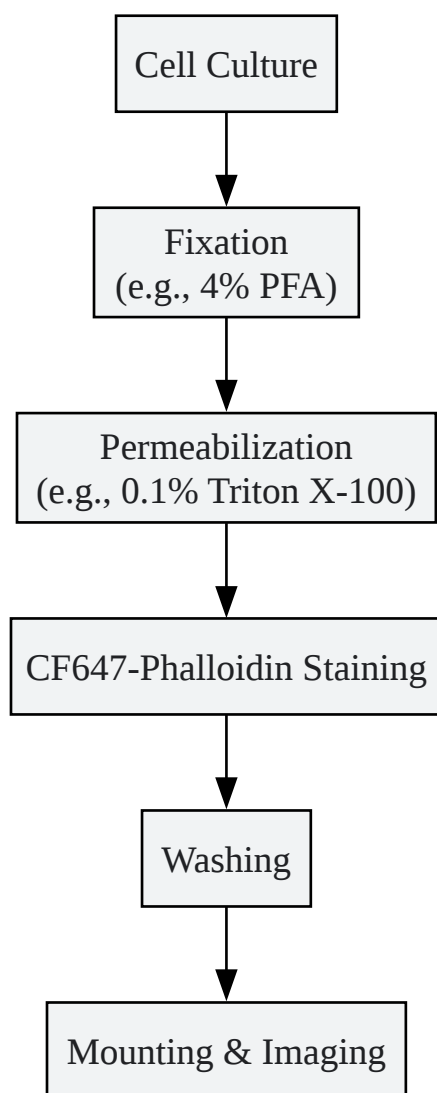 Cell Culture
Fixation
(e.g., 4% PFA)
Permeabilization
(e.g., 0.1% Triton X-100)
CF647-Phalloidin Staining
Washing
Mounting & Imaging